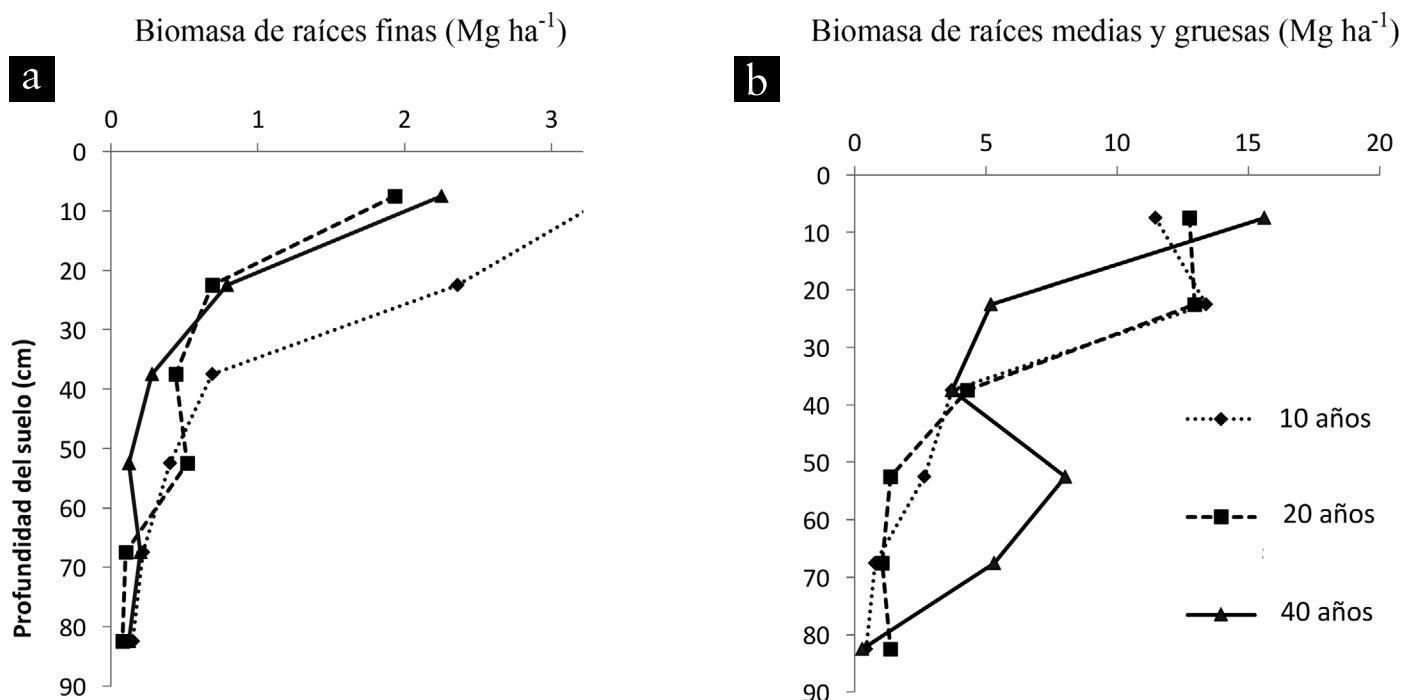 Biomasa de raíces finas (Mg ha⁻¹)
a
0 1 2 3
0
10
20
30
40
50
60
70
80
90
Profundidad del suelo (cm)
Biomasa de raíces medias y gruesas (Mg ha⁻¹)
b
0 5 10 15 20
0
10
20
30
40
50
60
70
80
90
10 años
20 años
40 años